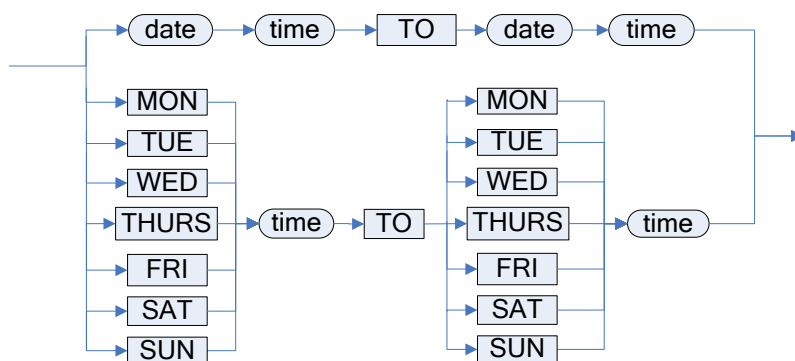 date time TO date time
MON MON
TUE TUE
WED WED
THURS time TO THURS time
FRI FRI
SAT SAT
SUN SUN